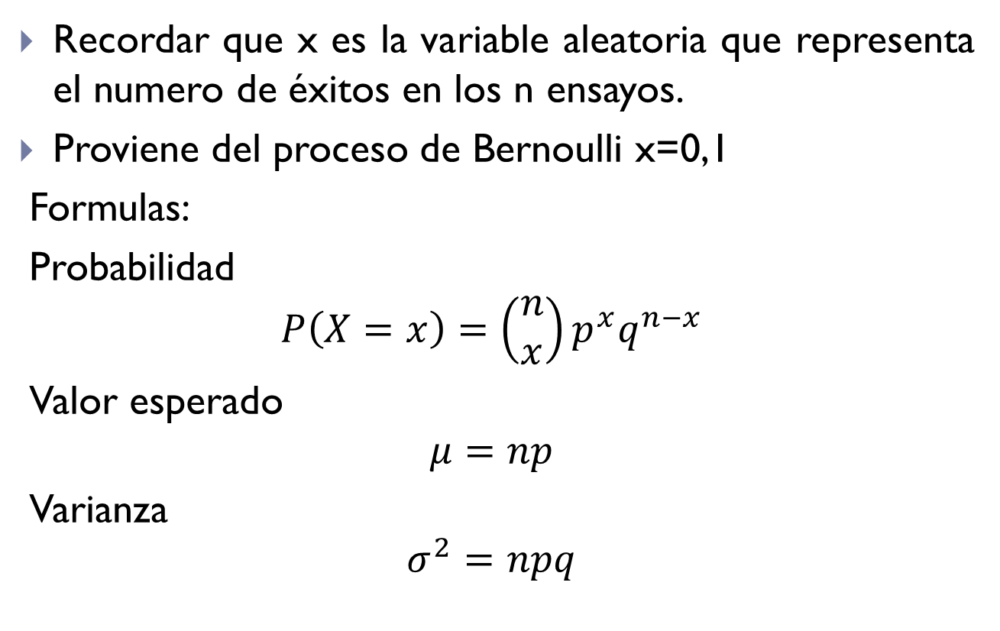 Recordar que x es la variable aleatoria que representa
el numero de éxitos en los n ensayos.
Proviene del proceso de Bernoulli x=0,1
Formulas:
Probabilidad
P(X = x) = (n x) pˣqⁿ⁻ˣ
Valor esperado
μ = np
Varianza
σ² = npq